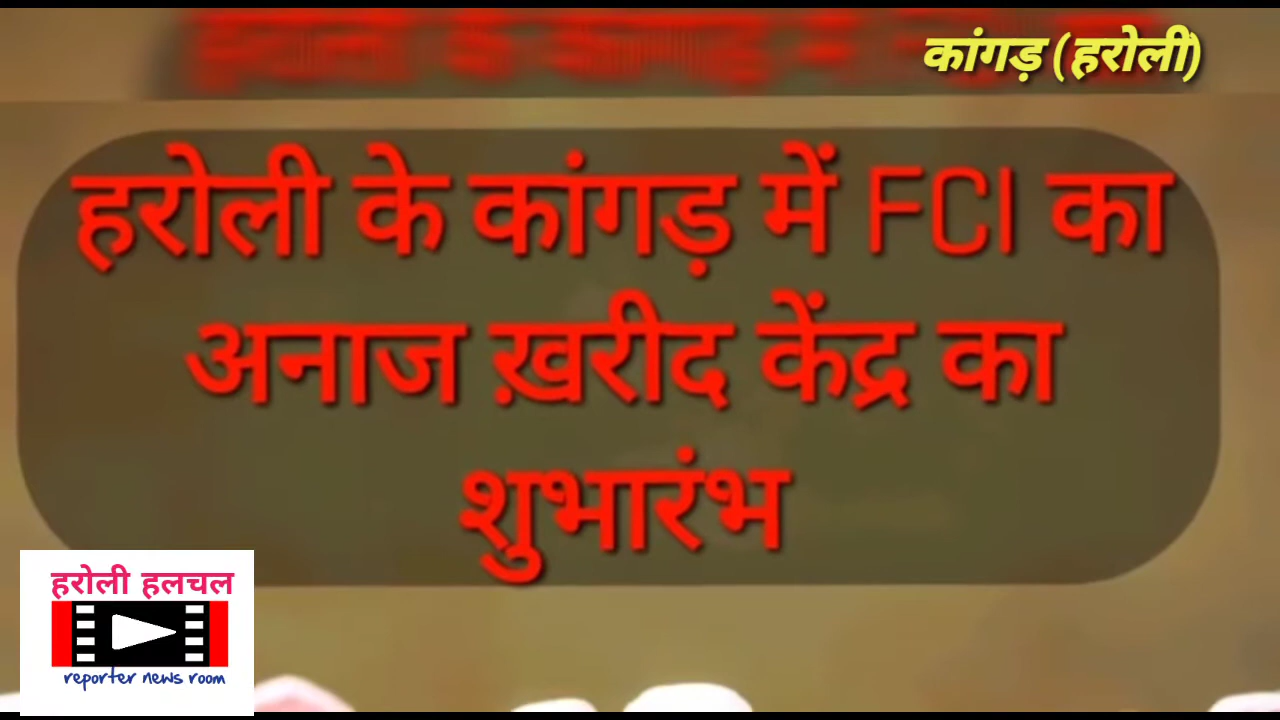 कांगड़ (हरोली)
हरोली के कांगड़ में FCI का
अनाज ख़रीद केंद्र का
शुभारंभ
हरोली हलचल
reporter news room